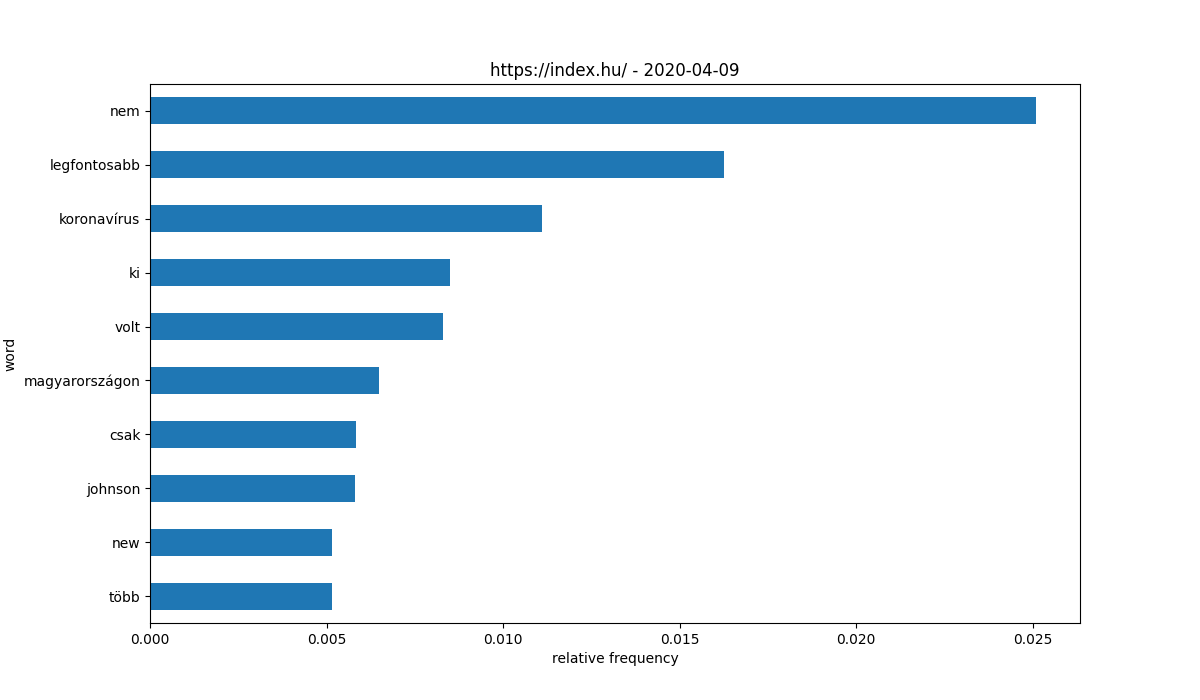 https://index.hu/ - 2020-04-09
nem
legfontosabb
koronavírus
ki
volt
magyarországon
csak
johnson
new
több
word
0.000 0.005 0.010 0.015 0.020 0.025
relative frequency